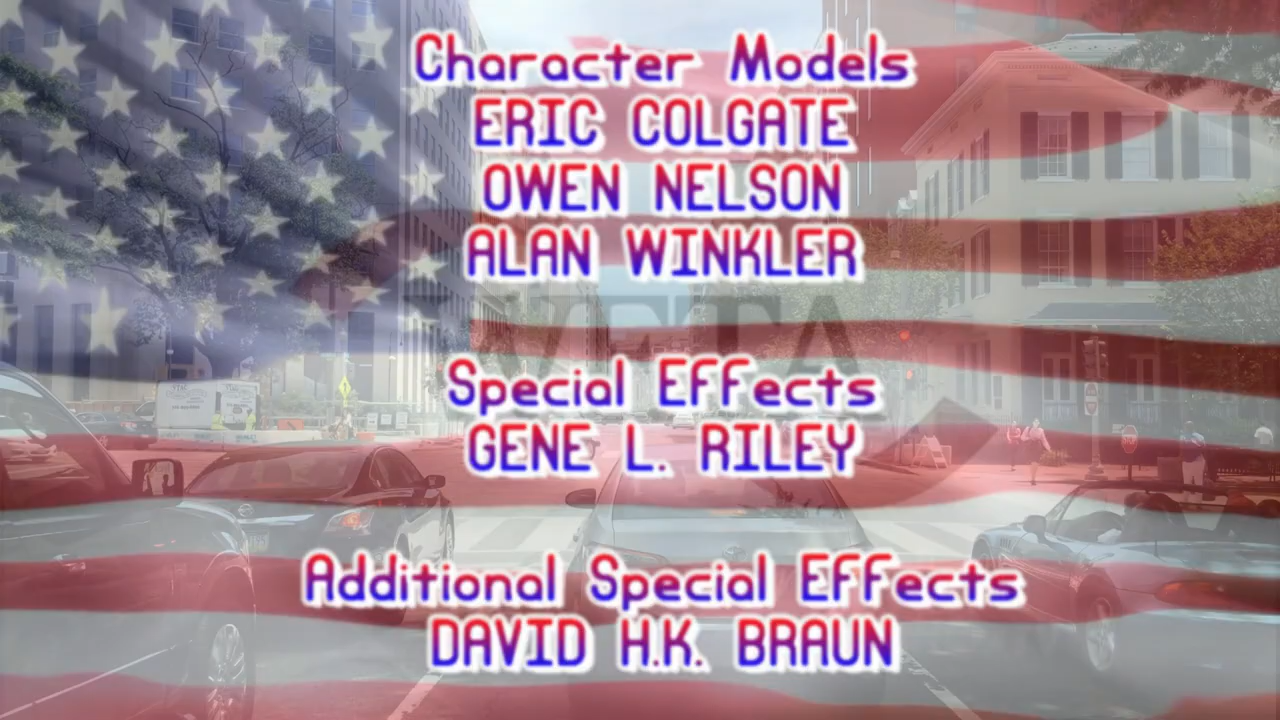 Character Models
ERIC COLGATE
OWEN NELSON
ALAN WINKLER
Special Effects
GENE L. RILEY
Additional Special Effects
DAVID H.K. BRAUN